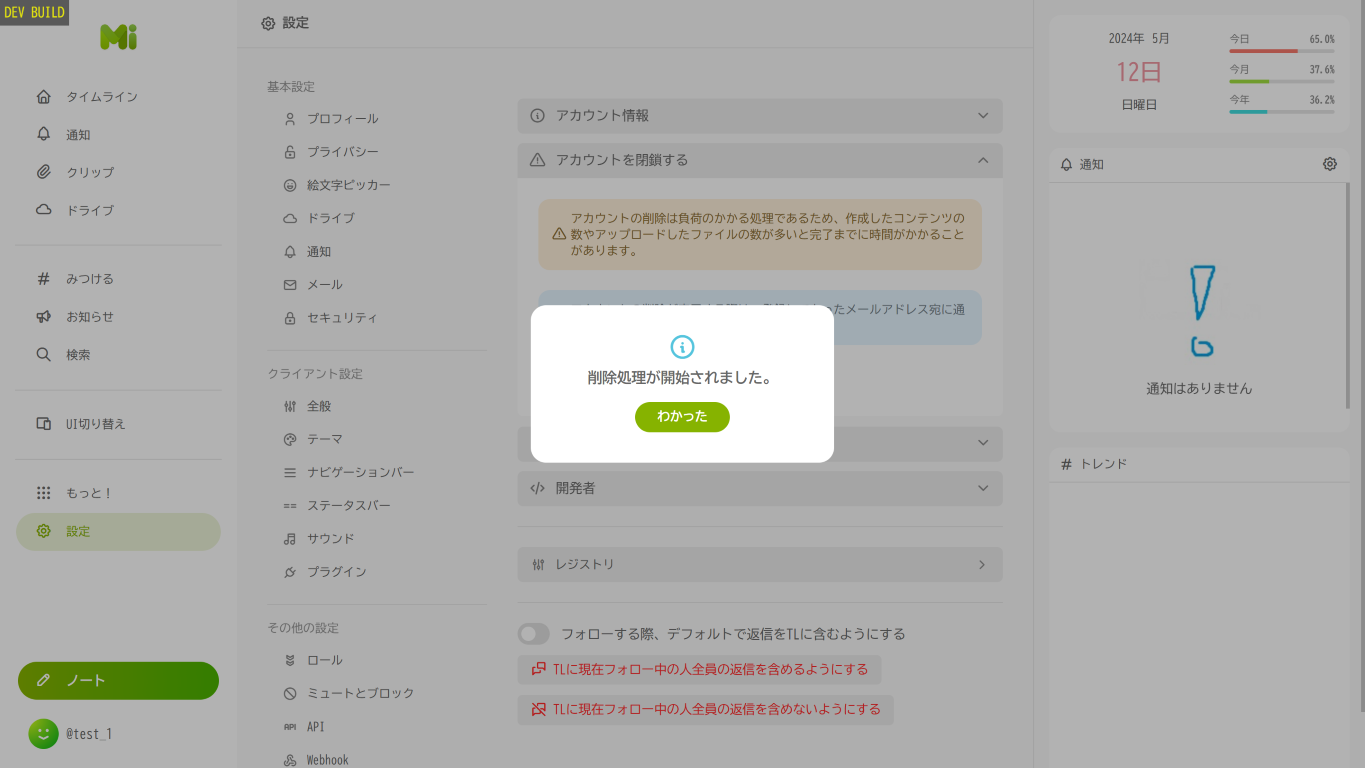 DEV BUILD
Mi
タイムライン
通知
クリップ
ドライブ
みつける
お知らせ
検索
UI切り替え
もっと！
設定
ノート
@test_1
設定
基本設定
プロフィール
プライバシー
絵文字ピッカー
ドライブ
通知
メール
セキュリティ
クライアント設定
全般
テーマ
ナビゲーションバー
ステータスバー
サウンド
プラグイン
その他の設定
ロール
ミュートとブロック
API
API
Webhook
アカウント情報
アカウントを閉鎖する
アカウントの削除は負荷のかかる処理であるため、作成したコンテンツの
数やアップロードしたファイルの数が多いと完了までに時間がかかること
があります。
たメールアドレス宛に通
削除処理が開始されました。
わかった
開発者
レジストリ
フォローする際、デフォルトで返信をTLに含むようにする
TLに現在フォロー中の人全員の返信を含めるようにする
TLに現在フォロー中の人全員の返信を含めないようにする
2024年 5月
12日
日曜日
今日 65.0%
今月 37.6%
今年 36.2%
通知
通知はありません
トレンド